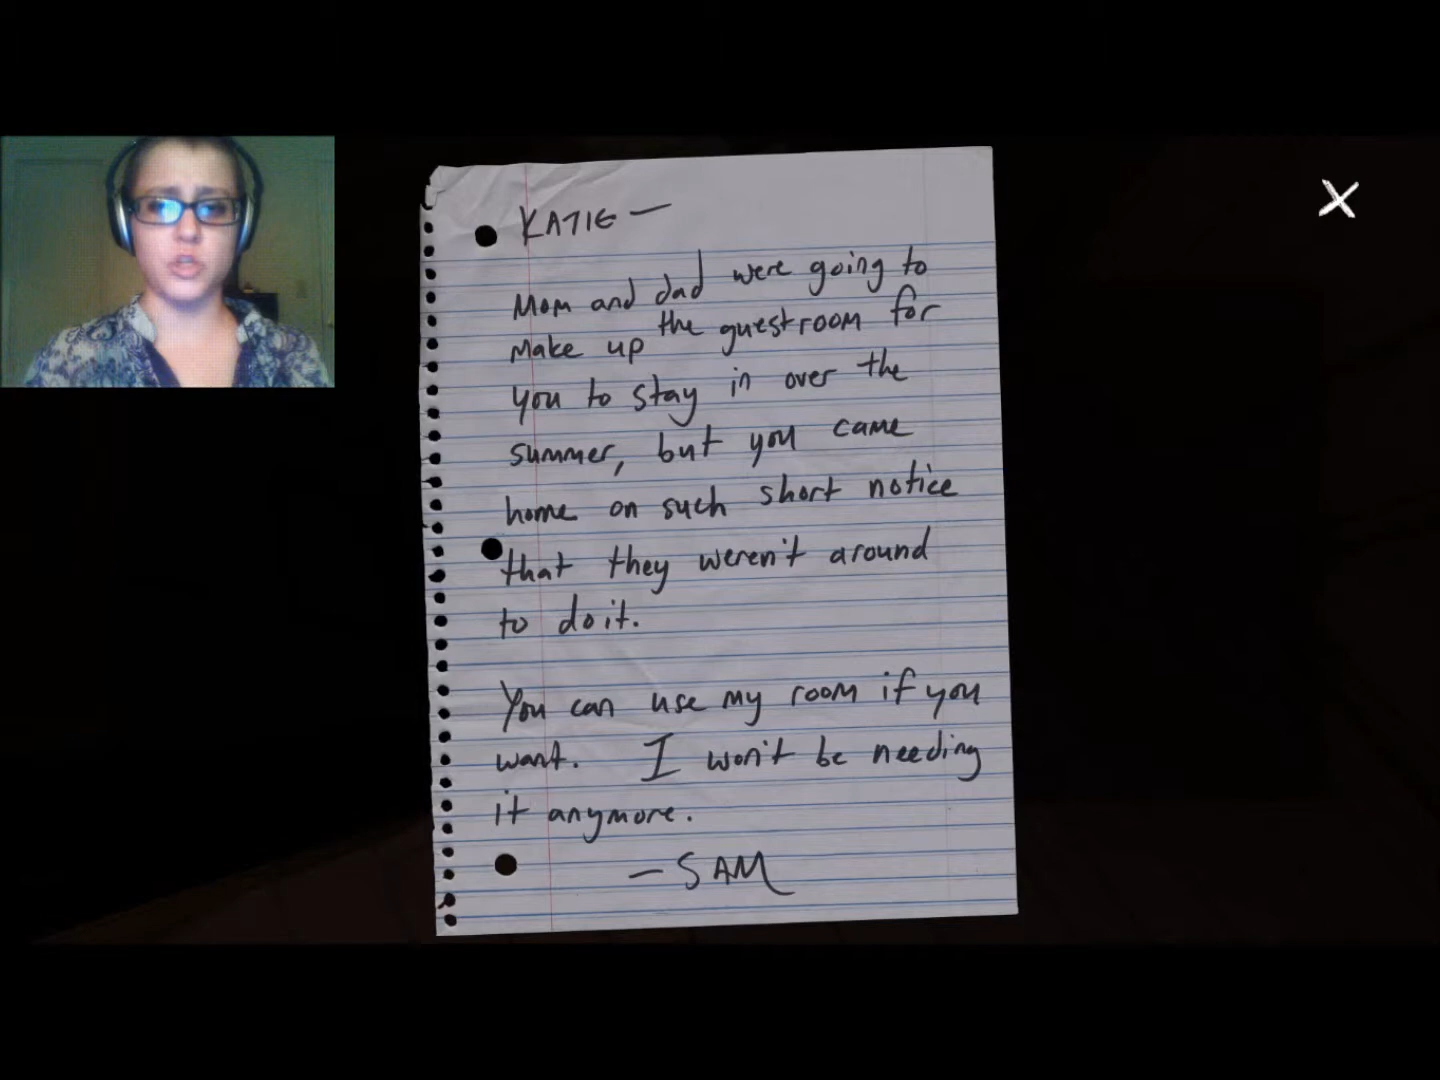 KATIE —
Mom and dad were going to
make up the guestroom for
you to stay in over the
summer, but you came
home on such short notice
that they weren't around
to do it.
You can use my room if you
want. I won't be needing
it anymore.
— SAM